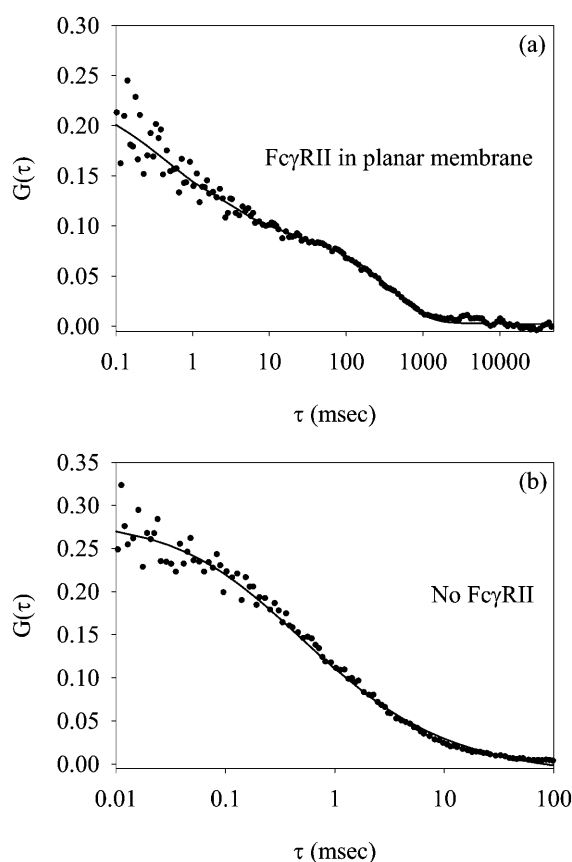 (a)
0.30
0.25
0.20
0.15
0.10
0.05
0.00
G(τ)
FcγRII in planar membrane
0.1 1 10 100 1000 10000
τ (msec)
(b)
0.35
0.30
0.25
0.20
0.15
0.10
0.05
0.00
G(τ)
No FcγRII
0.01 0.1 1 10 100
τ (msec)